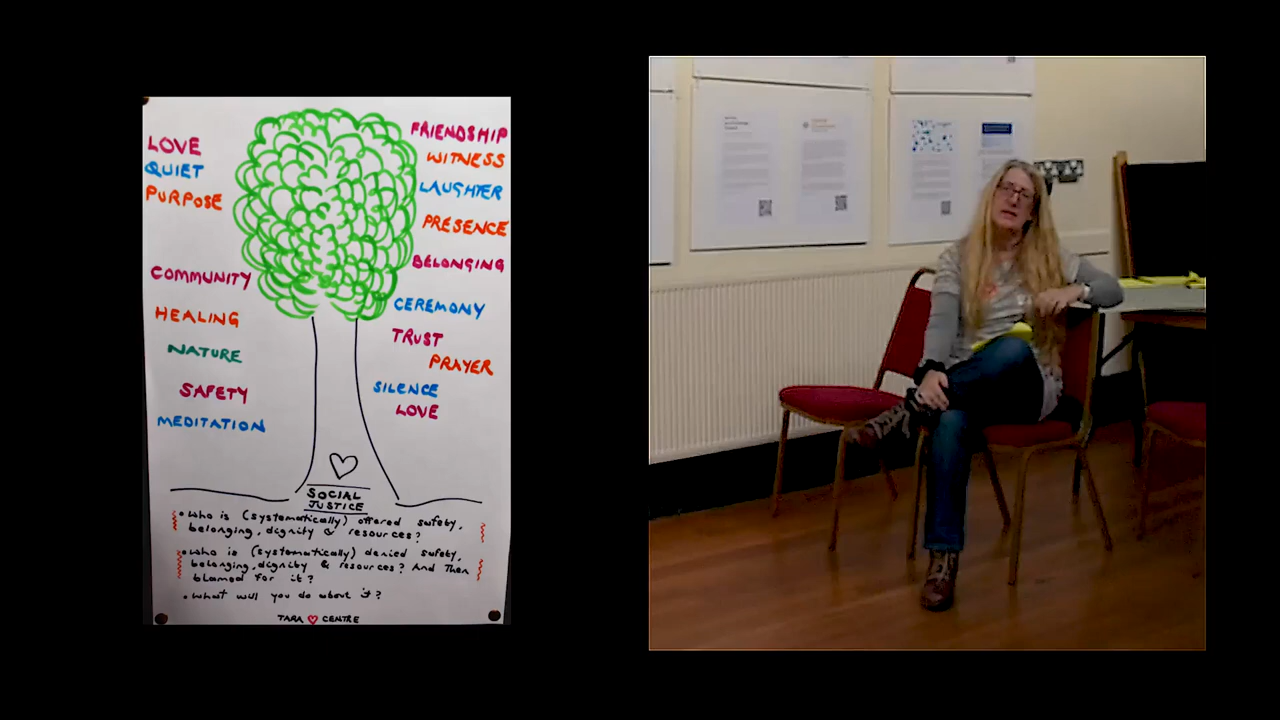 LOVE
QUIET
PURPOSE
COMMUNITY
HEALING
NATURE
SAFETY
MEDITATION
FRIENDSHIP
WITNESS
LAUGHTER
PRESENCE
BELONGING
CEREMONY
TRUST
PRAYER
SILENCE
LOVE
SOCIAL
JUSTICE
• Who is (systematically) offered safety,
belonging, dignity & resources?
• Who is (systematically) denied safety,
belonging, dignity & resources? And Then
blamed for it?
• What will you do about it?
TARA ♡ CENTRE